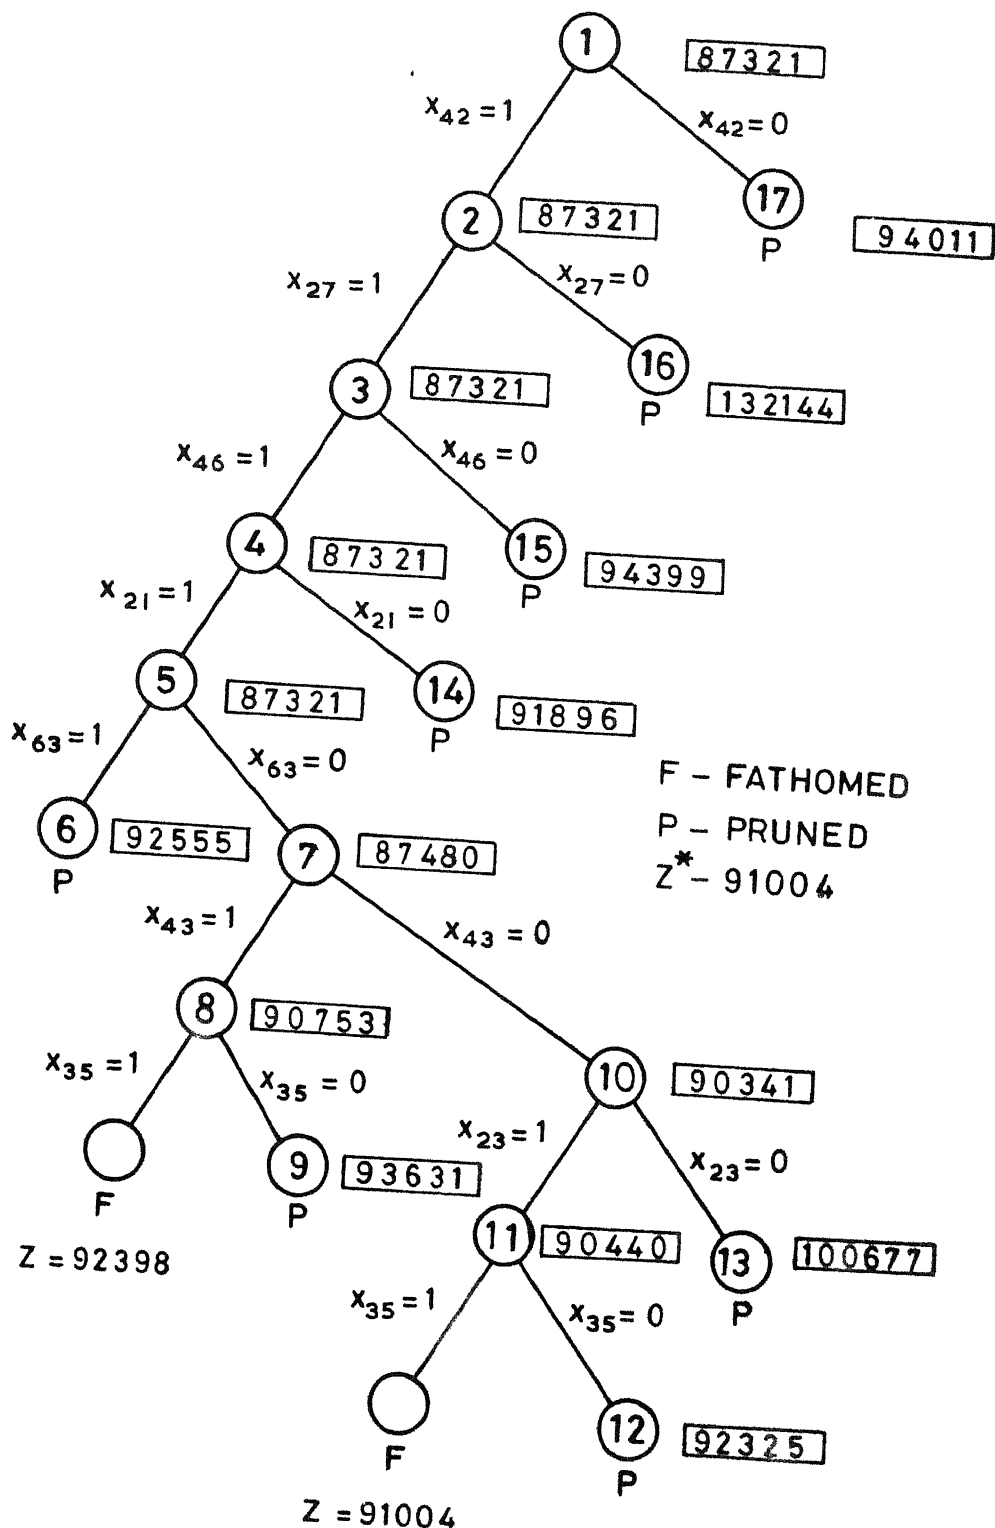 1
87321
x42=1
x42=0
17
P
94011
2
87321
x27=1
x27=0
16
P
132144
3
87321
x46=1
x46=0
15
P
94399
4
87321
x21=1
x21=0
14
P
91896
5
87321
x63=1
x63=0
F - FATHOMED
P - PRUNED
Z*- 91004
6
P
92555
7
87480
x43=1
x43=0
8
90753
x35=1
x35=0
10
90341
F
Z=92398
9
P
93631
x23=1
x23=0
11
90440
13
P
100677
x35=1
x35=0
F
Z=91004
12
P
92325